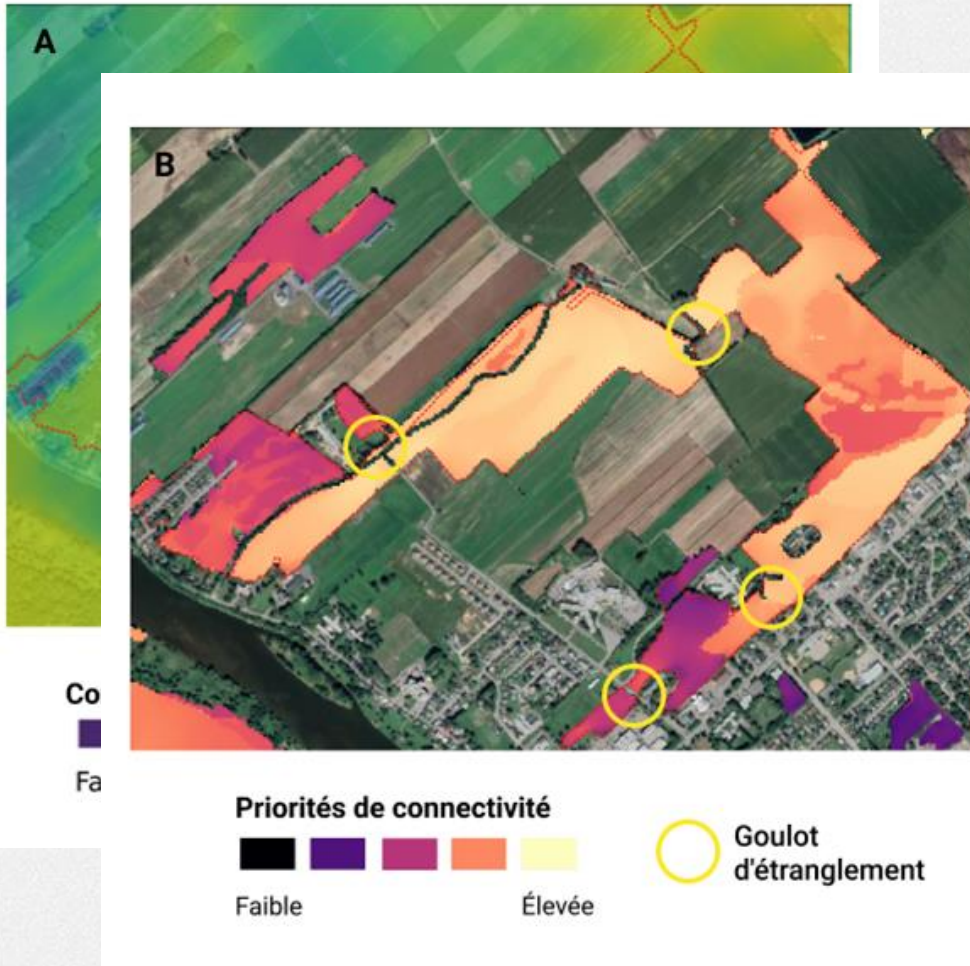 A
B
Co
Fa
Priorités de connectivité
Faible
Élevée
Goulot
d'étranglement